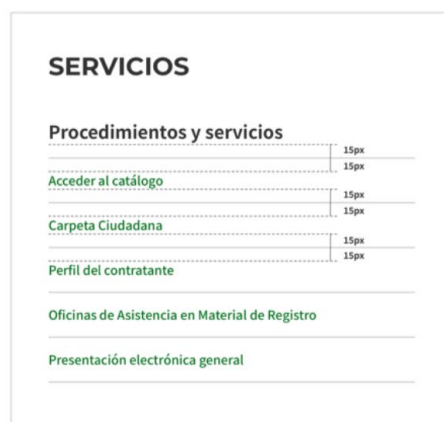 SERVICIOS
Procedimientos y servicios
15px
15px
Acceder al catálogo
15px
15px
Carpeta Ciudadana
15px
15px
Perfil del contratante
Oficinas de Asistencia en Material de Registro
Presentación electrónica general